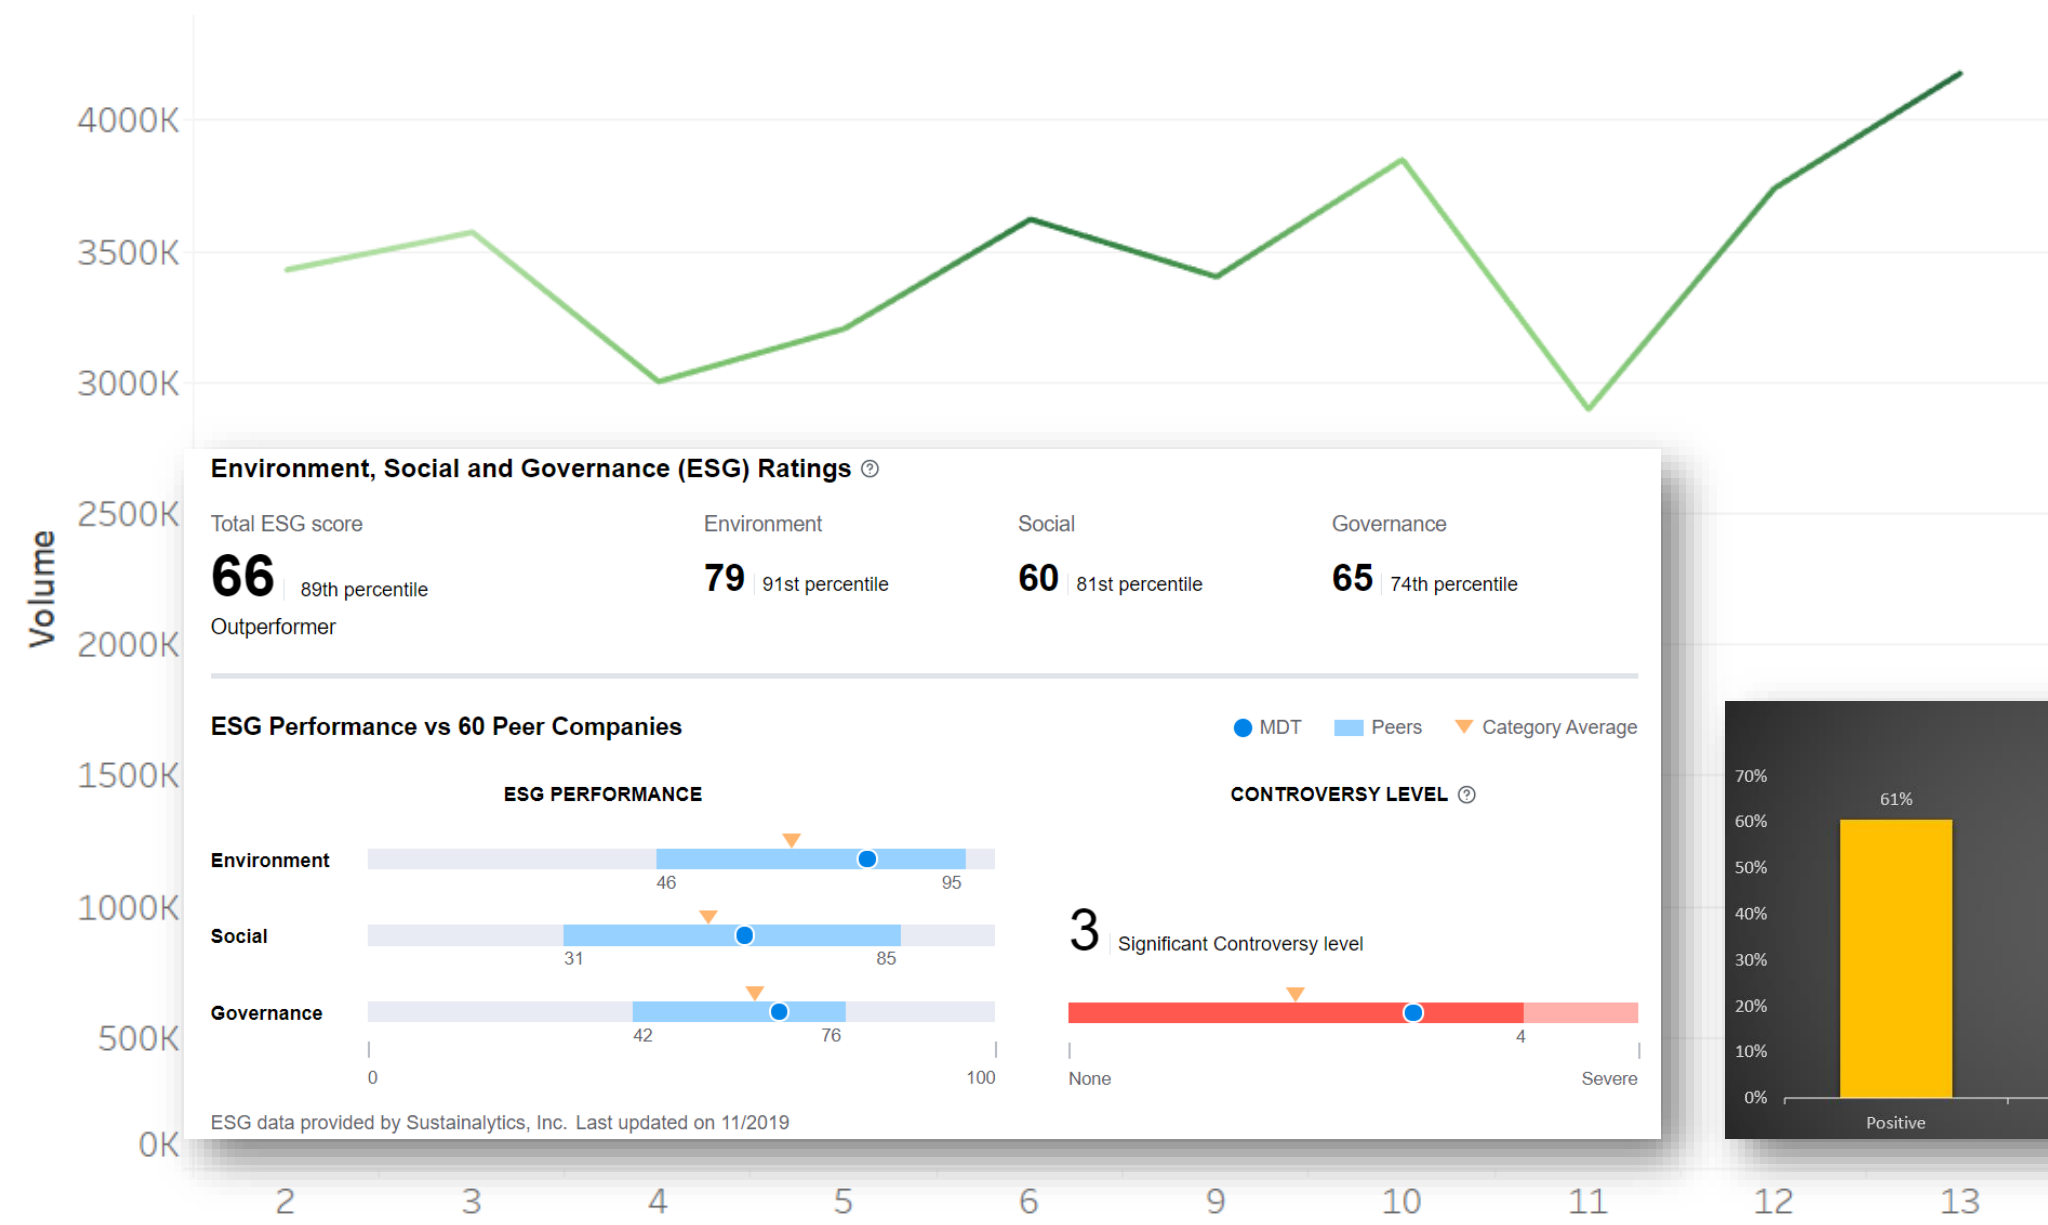 4000K
3500K
3000K
2500K
2000K
1500K
1000K
500K
0K
Volume
2 3 4 5 6 9 10 11 12 13
Environment, Social and Governance (ESG) Ratings ?
Total ESG score Environment Social Governance
66 89th percentile 79 91st percentile 60 81st percentile 65 74th percentile
Outperformer
ESG Performance vs 60 Peer Companies MDT Peers Category Average
ESG PERFORMANCE CONTROVERSY LEVEL ?
Environment
46 95
Social
31 85
3 Significant Controversy level
Governance
42 76 4
0 100 None Severe
ESG data provided by Sustainalytics, Inc. Last updated on 11/2019
70%
60%
50%
40%
30%
20%
10%
0%
61%
Positive